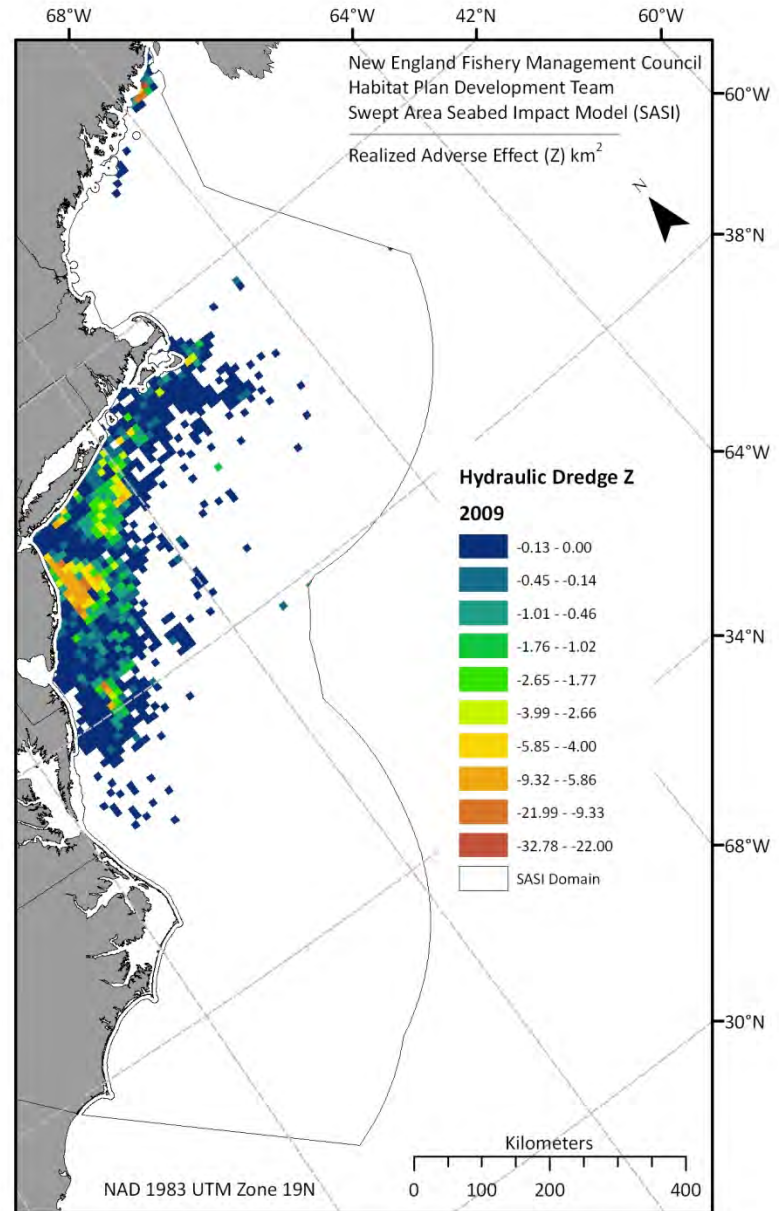 68°W 64°W 42°N 60°W
New England Fishery Management Council
Habitat Plan Development Team
Swept Area Seabed Impact Model (SASI)
Realized Adverse Effect (Z) km²
N
60°W
38°N
64°W
34°N
68°W
30°N
Hydraulic Dredge Z
2009
-0.13 - 0.00
-0.45 - -0.14
-1.01 - -0.46
-1.76 - -1.02
-2.65 - -1.77
-3.99 - -2.66
-5.85 - -4.00
-9.32 - -5.86
-21.99 - -9.33
-32.78 - -22.00
SASI Domain
Kilometers
0 100 200 400
NAD 1983 UTM Zone 19N